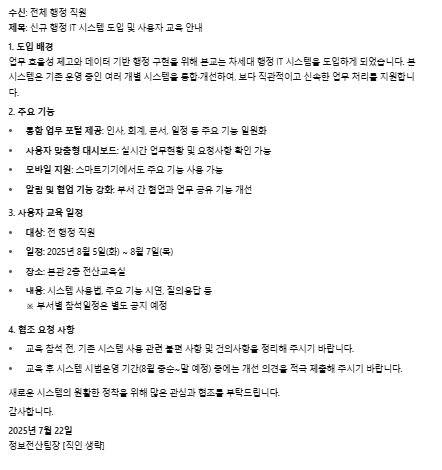 수신: 전체 행정 직원
제목: 신규 행정 IT 시스템 도입 및 사용자 교육 안내
1. 도입 배경
업무 효율성 제고와 데이터 기반 행정 구현을 위해 본교는 차세대 행정 IT 시스템을 도입하게 되었습니다. 본
시스템은 기존 운영 중인 여러 개별 시스템을 통합·개선하여, 보다 직관적이고 신속한 업무 처리를 지원합니
다.
2. 주요 기능
• 통합 업무 포털 제공: 인사, 회계, 문서, 일정 등 주요 기능 일원화
• 사용자 맞춤형 대시보드: 실시간 업무현황 및 요청사항 확인 가능
• 모바일 지원: 스마트기기에서도 주요 기능 사용 가능
• 알림 및 협업 기능 강화: 부서 간 협업과 업무 공유 기능 개선
3. 사용자 교육 일정
• 대상: 전 행정 직원
• 일정: 2025년 8월 5일(화) ~ 8월 7일(목)
• 장소: 본관 2층 전산교육실
• 내용: 시스템 사용법, 주요 기능 시연, 질의응답 등
※ 부서별 참석일정은 별도 공지 예정
4. 협조 요청 사항
• 교육 참석 전, 기존 시스템 사용 관련 불편 사항 및 건의사항을 정리해 주시기 바랍니다.
• 교육 후 시스템 시범운영 기간(8월 중순~말 예정) 중에는 개선 의견을 적극 제출해 주시기 바랍니다.
새로운 시스템의 원활한 정착을 위해 많은 관심과 협조를 부탁드립니다.
감사합니다.
2025년 7월 22일
정보전산팀장 [직인 생략]